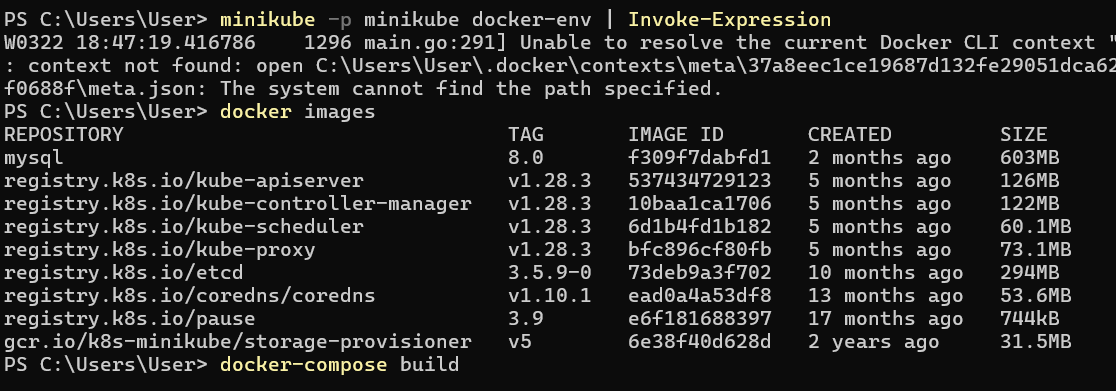 PS C:\Users\User> minikube -p minikube docker-env | Invoke-Expression
W0322 18:47:19.416786    1296 main.go:291] Unable to resolve the current Docker CLI context "
: context not found: open C:\Users\User\.docker\contexts\meta\37a8eec1ce19687d132fe29051dca62
f0688f\meta.json: The system cannot find the path specified.
PS C:\Users\User> docker images
REPOSITORY                                TAG       IMAGE ID       CREATED         SIZE
mysql                                     8.0       f309f7dabfd1   2 months ago    603MB
registry.k8s.io/kube-apiserver            v1.28.3   537434729123   5 months ago    126MB
registry.k8s.io/kube-controller-manager   v1.28.3   10baa1ca1706   5 months ago    122MB
registry.k8s.io/kube-scheduler            v1.28.3   6d1b4fd1b182   5 months ago    60.1MB
registry.k8s.io/kube-proxy                v1.28.3   bfc896cf80fb   5 months ago    73.1MB
registry.k8s.io/etcd                      3.5.9-0   73deb9a3f702   10 months ago   294MB
registry.k8s.io/coredns/coredns           v1.10.1   ead0a4a53df8   13 months ago   53.6MB
registry.k8s.io/pause                     3.9       e6f181688397   17 months ago   744kB
gcr.io/k8s-minikube/storage-provisioner   v5        6e38f40d628d   2 years ago     31.5MB
PS C:\Users\User> docker-compose build